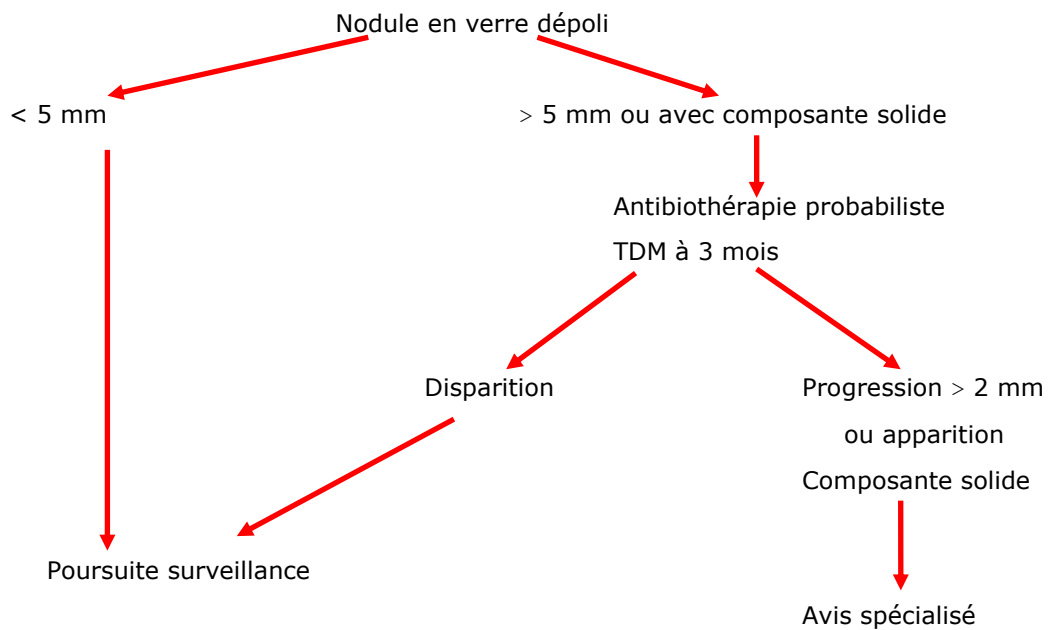 Nodule en verre dépoli
< 5 mm
> 5 mm ou avec composante solide
Antibiothérapie probabiliste
TDM à 3 mois
Disparition
Progression > 2 mm
ou apparition
Composante solide
Poursuite surveillance
Avis spécialisé